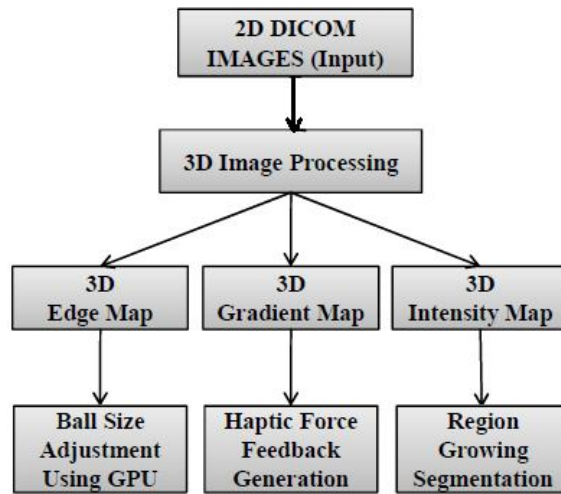 2D DICOM
IMAGES (Input)
3D Image Processing
3D
Edge Map
3D
Gradient Map
3D
Intensity Map
Ball Size
Adjustment
Using GPU
Haptic Force
Feedback
Generation
Region
Growing
Segmentation